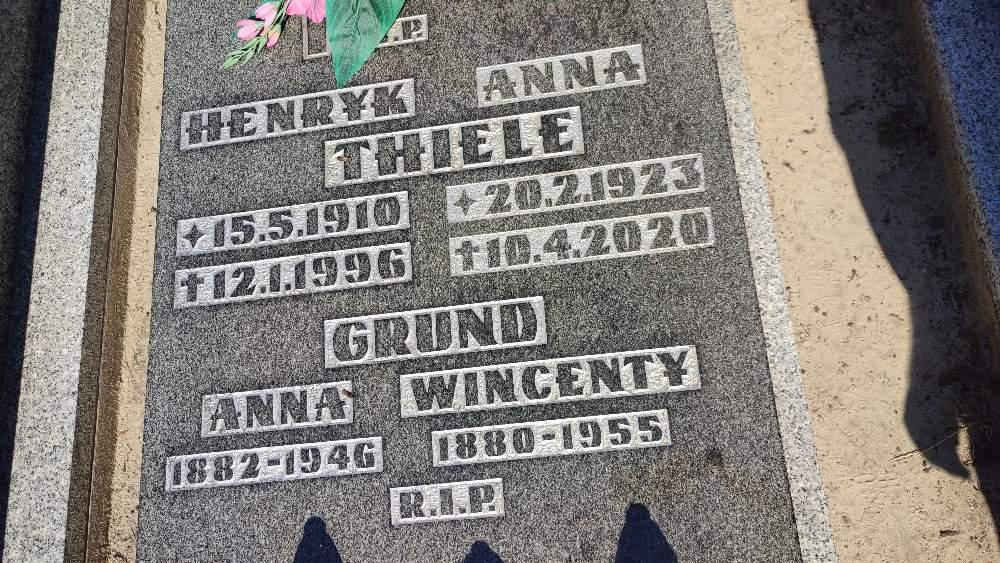 .P.
HENRYK ANNA
THIELE
✦15.5.1910 ✦20.2.1923
†12.1.1996 †10.4.2020
GRUND
ANNA WINCENTY
1882-1946 1880-1955
R.I.P.